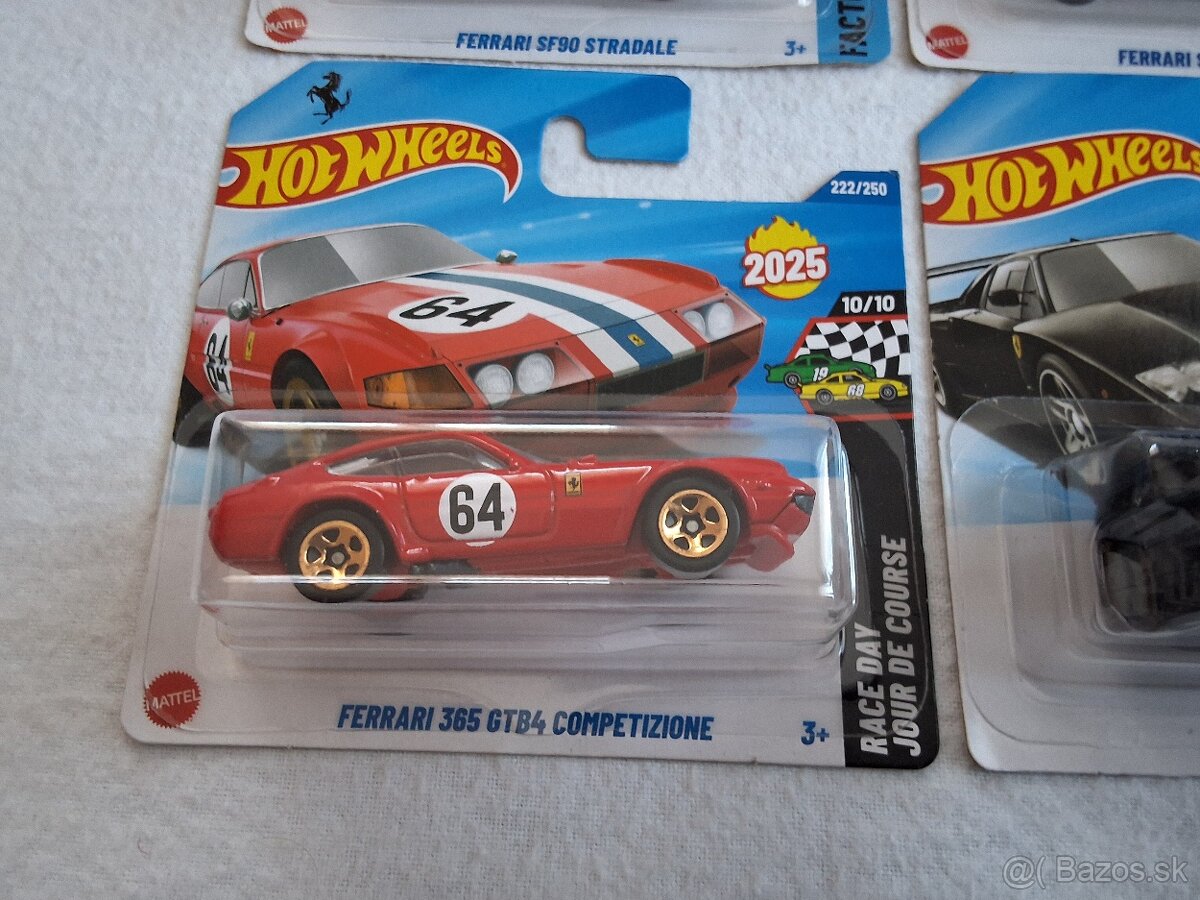 MATTEL
FERRARI SF90 STRADALE
3+
FACT
MATTEL
FERRARI S
HOT WHEELS
222/250
2025
10/10
64
64
19
68
64
MATTEL
FERRARI 365 GTB4 COMPETIZIONE
3+
RACE DAY
JOUR DE COURSE
HOT WHEELS
@( Bazos.sk